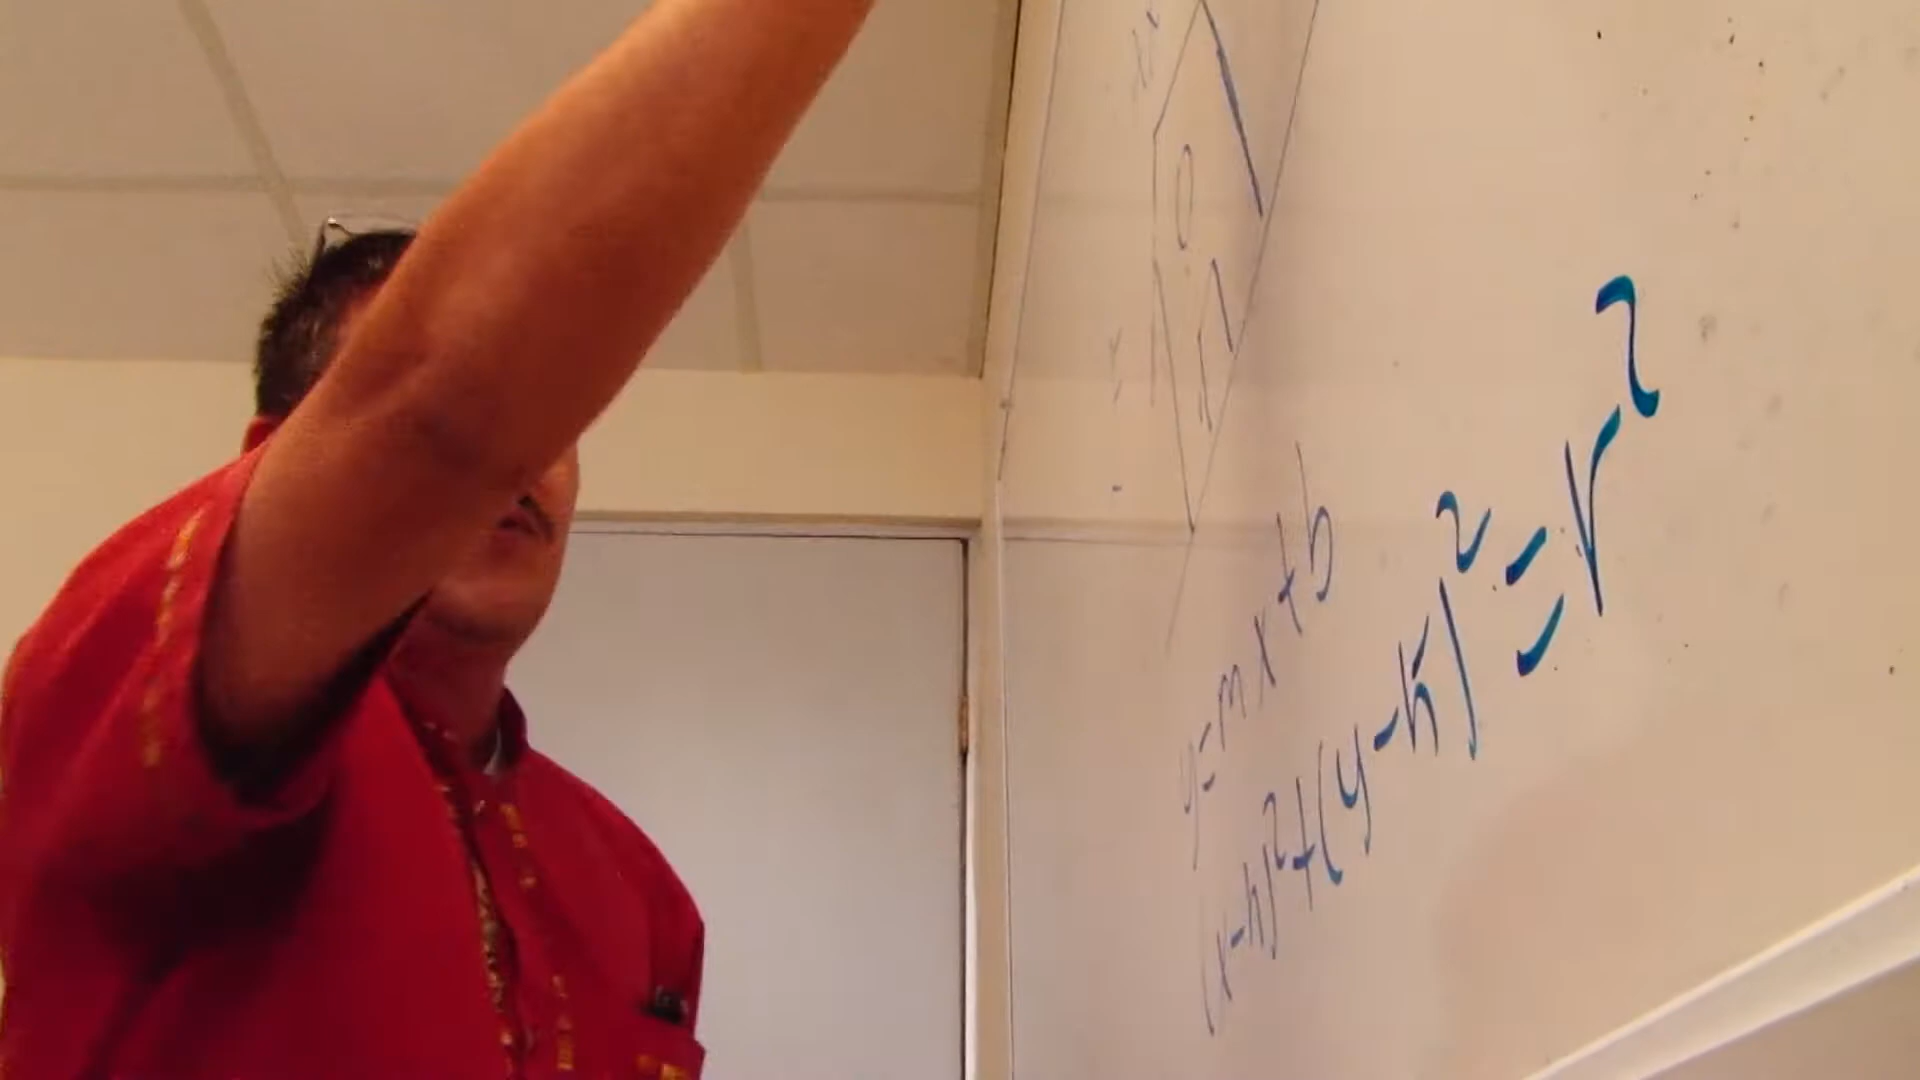 y=mx+b
(x-h)²+(y-k)²=r²